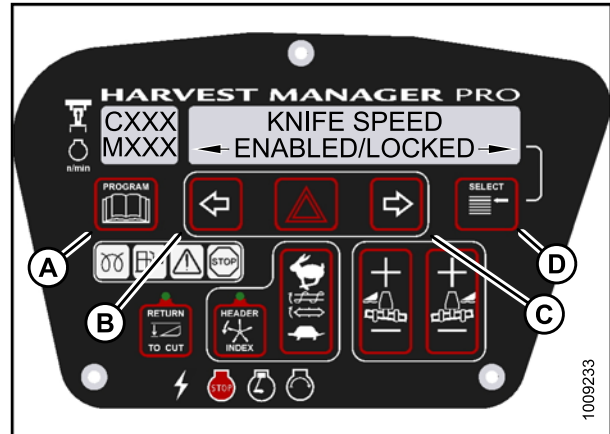 HARVEST MANAGER PRO
CXXX
MXXX
n/min
KNIFE SPEED
ENABLED/LOCKED
PROGRAM
SELECT
A
B
C
D
STOP
RETURN
TO CUT
HEADER
INDEX
STOP
1009233